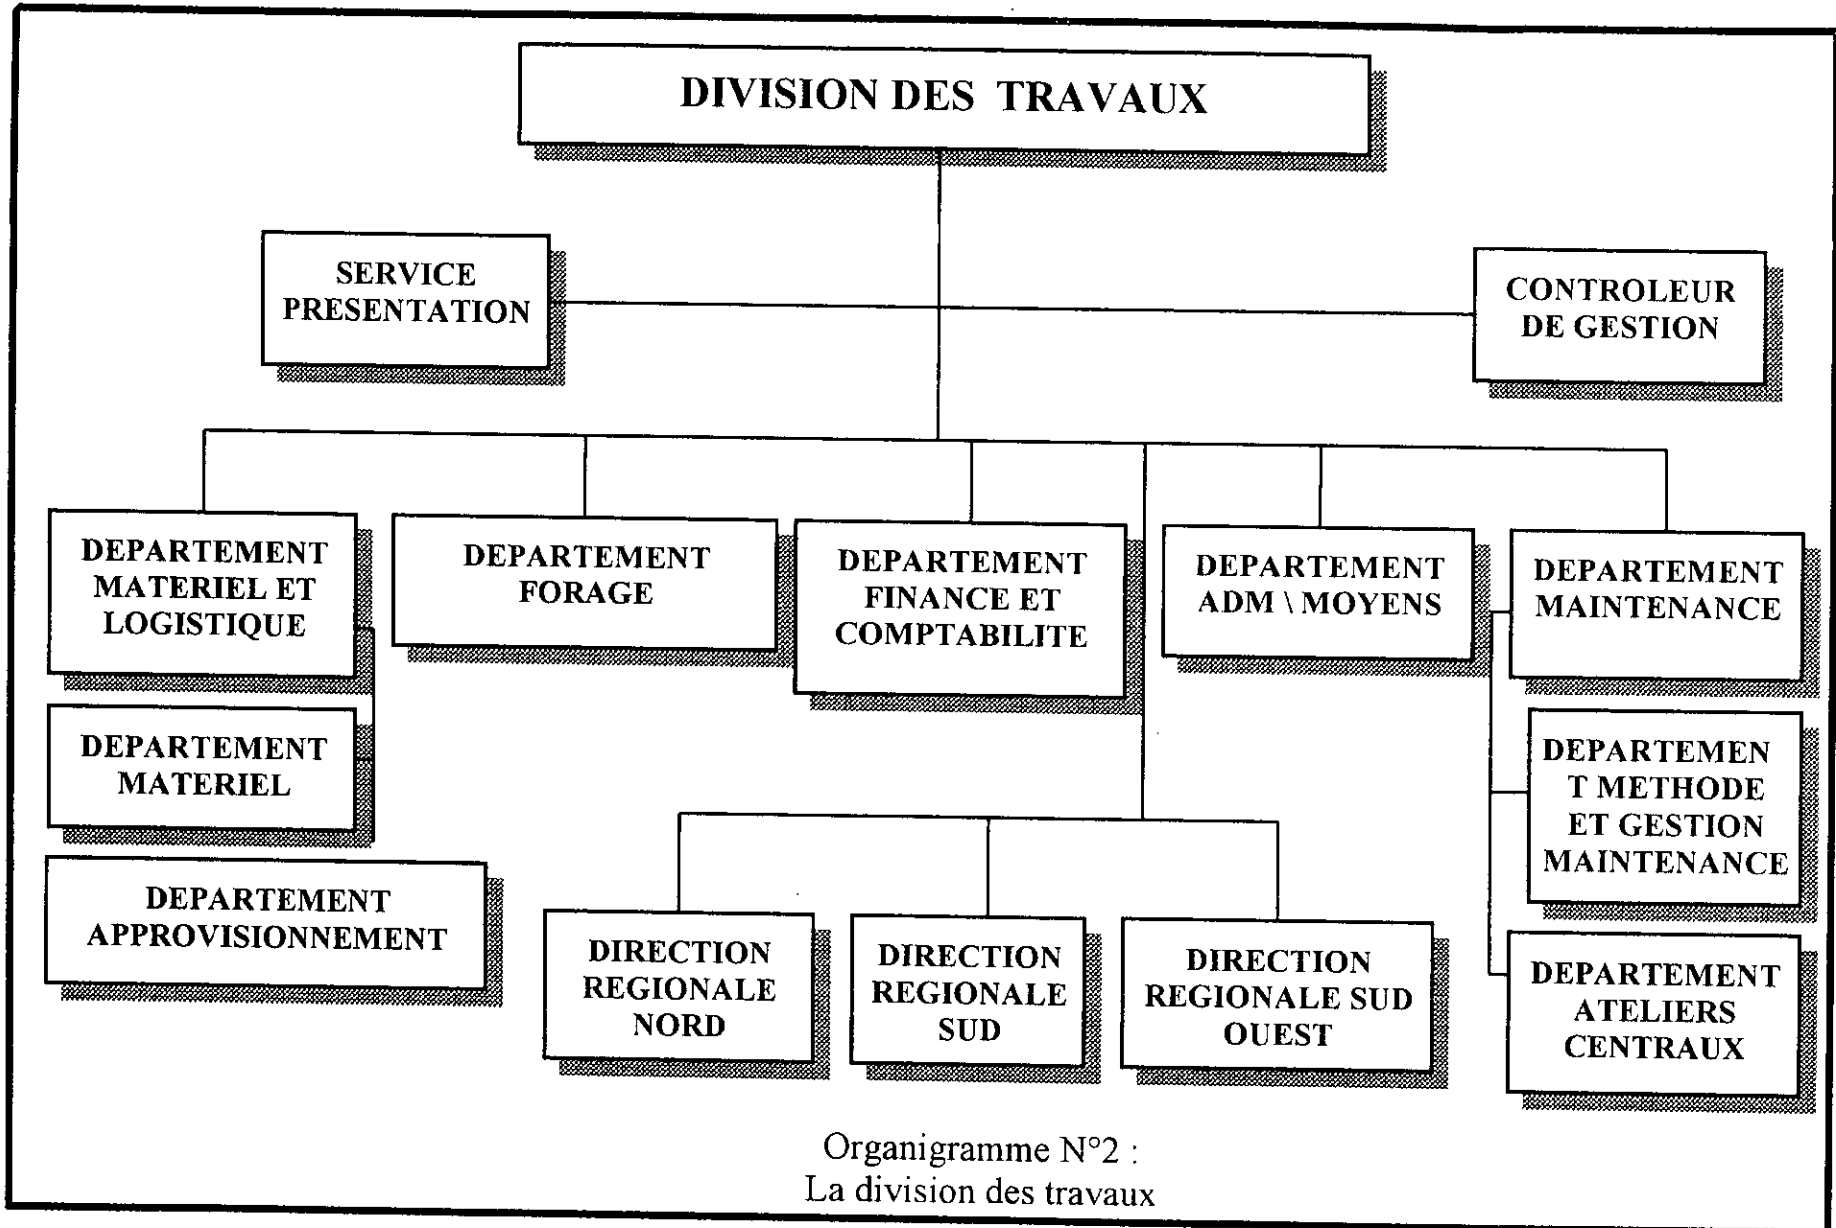 DIVISION DES TRAVAUX
SERVICE
PRESENTATION
CONTROLEUR
DE GESTION
DEPARTEMENT
MATERIEL ET
LOGISTIQUE
DEPARTEMENT
FORAGE
DEPARTEMENT
FINANCE ET
COMPTABILITE
DEPARTEMENT
ADM \ MOYENS
DEPARTEMENT
MAINTENANCE
DEPARTEMENT
MATERIEL
DEPARTEMEN
T METHODE
ET GESTION
MAINTENANCE
DEPARTEMENT
APPROVISIONNEMENT
DIRECTION
REGIONALE
NORD
DIRECTION
REGIONALE
SUD
DIRECTION
REGIONALE SUD
OUEST
DEPARTEMENT
ATELIERS
CENTRAUX
Organigramme N°2 :
La division des travaux